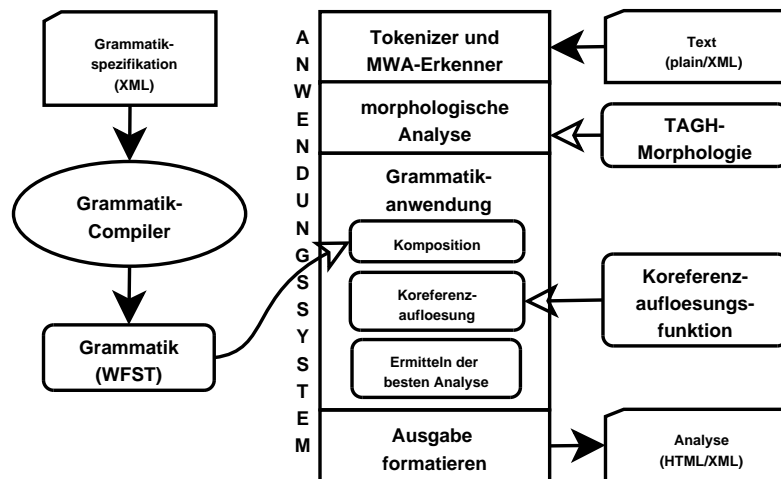 Grammatik-
spezifikation
(XML)
Grammatik-
Compiler
Grammatik
(WFST)
ANWENDUNGSSYSTEM
Tokenizer und
MWA-Erkenner
morphologische
Analyse
Grammatik-
anwendung
Komposition
Koreferenz-
aufloesung
Ermitteln der
besten Analyse
Ausgabe
formatieren
Text
(plain/XML)
TAGH-
Morphologie
Koreferenz-
aufloesungs-
funktion
Analyse
(HTML/XML)